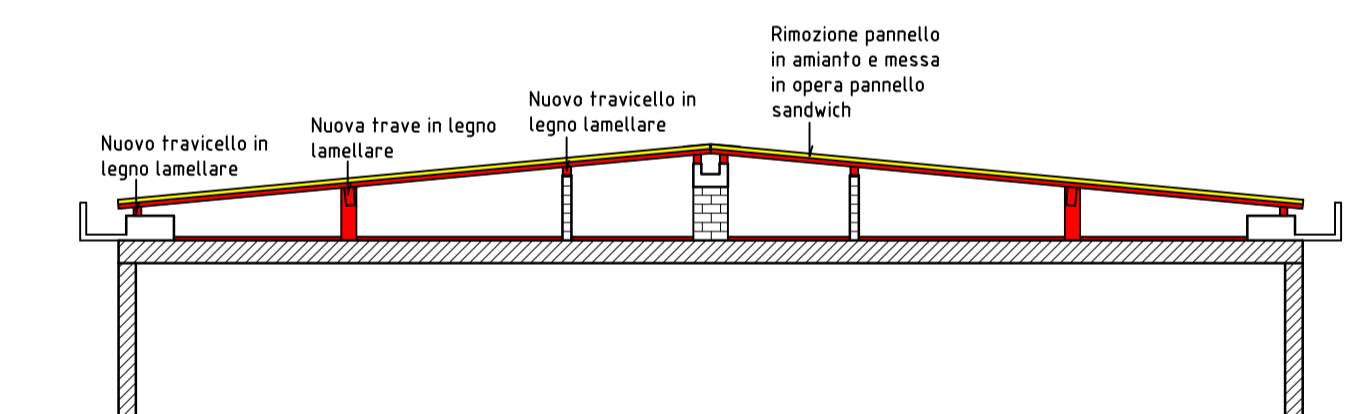 Nuovo travicello in
legno lamellare
Nuova trave in legno
lamellare
Nuovo travicello in
legno lamellare
Rimozione pannello
in amianto e messa
in opera pannello
sandwich